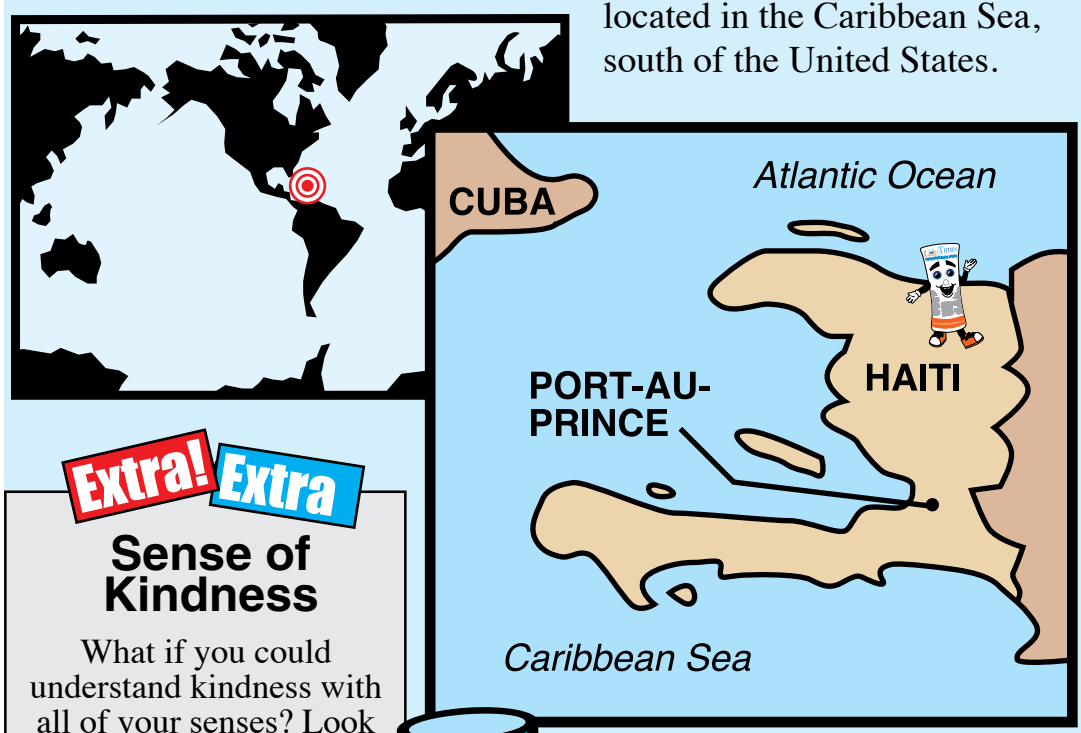 located in the Caribbean Sea,
south of the United States.
CUBA
Atlantic Ocean
HAITI
PORT-AU-
PRINCE
Caribbean Sea
Extra! Extra
Sense of
Kindness
What if you could
understand kindness with
all of your senses? Look